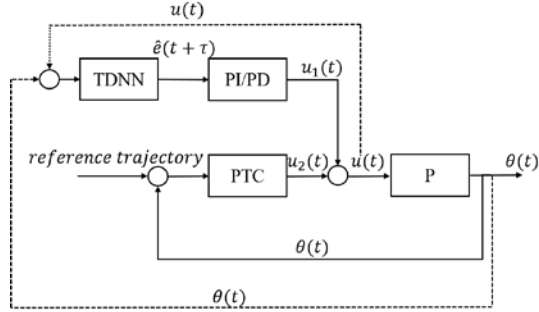 u(t)
ê(t + τ)
TDNN
PI/PD
u₁(t)
reference trajectory
PTC
u₂(t)
u(t)
P
θ(t)
θ(t)
θ(t)